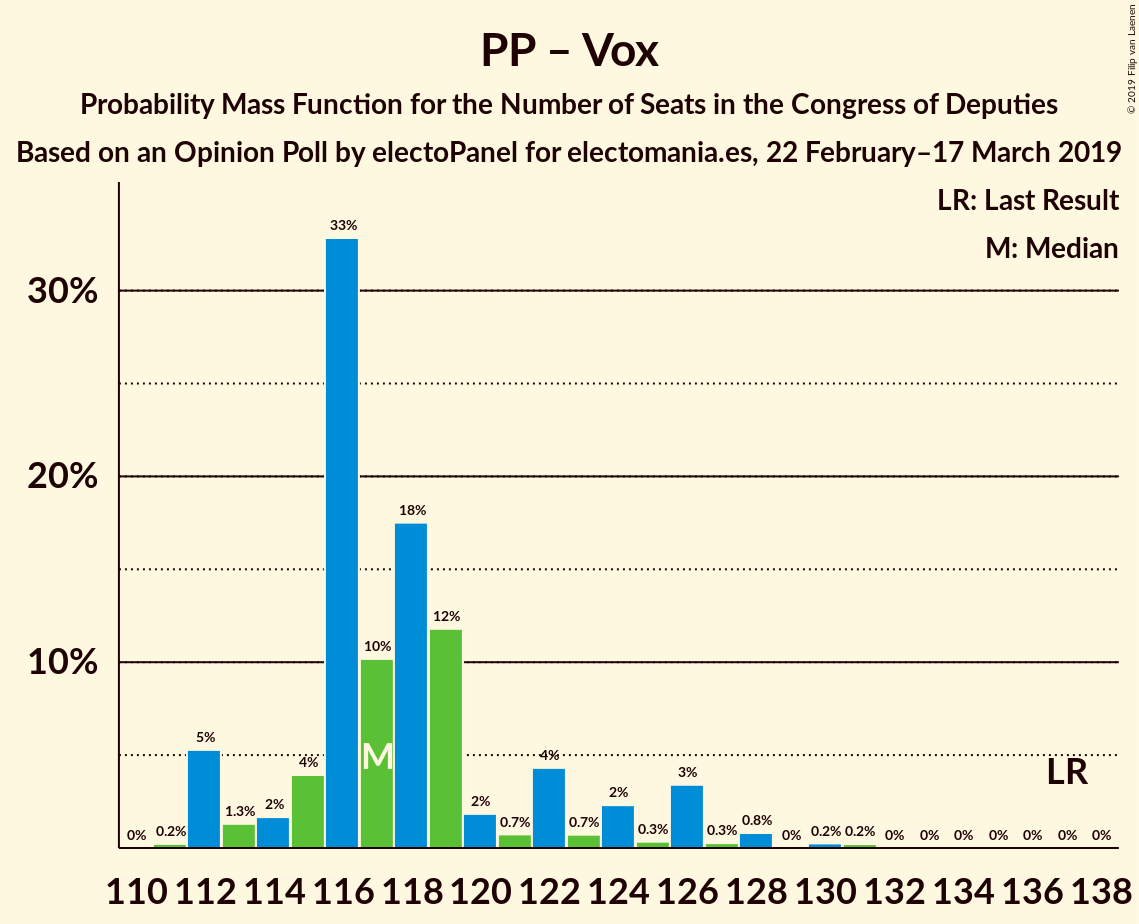 PP – Vox
Probability Mass Function for the Number of Seats in the Congress of Deputies
Based on an Opinion Poll by electoPanel for electomania.es, 22 February–17 March 2019
© 2019 Filip van Laenen
LR: Last Result
M: Median
30%
20%
10%
0% 0.2% 5% 1.3% 2% 4% 33% 10% 18% 12% 2% 0.7% 4% 0.7% 2% 0.3% 3% 0.3% 0.8% 0% 0.2% 0.2% 0% 0% 0% 0% 0% 0% 0%
M
LR
110 112 114 116 118 120 122 124 126 128 130 132 134 136 138